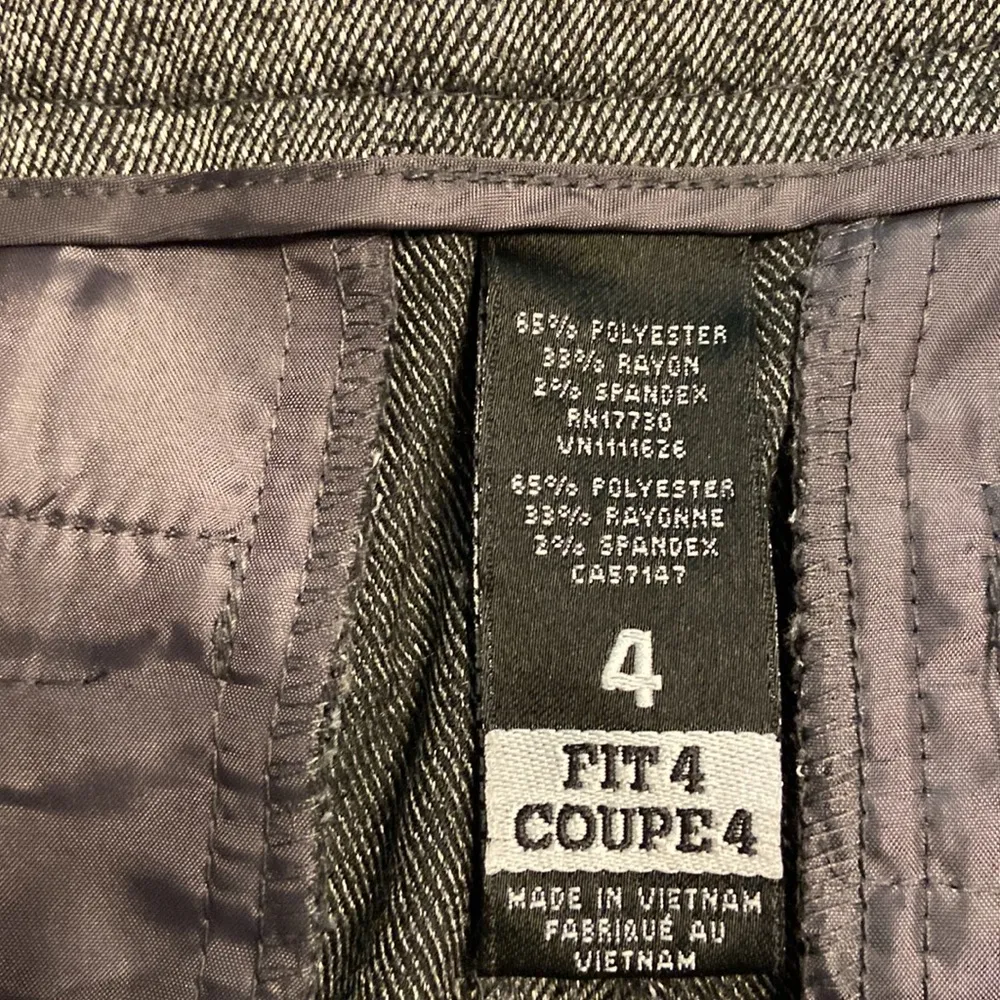 65% POLYESTER
33% RAYON
2% SPANDEX
RN17730
VN1111626
65% POLYESTER
33% RAYONNE
2% SPANDEX
CA57147
4
FIT 4
COUPE 4
MADE IN VIETNAM
FABRIQUÉ AU
VIETNAM